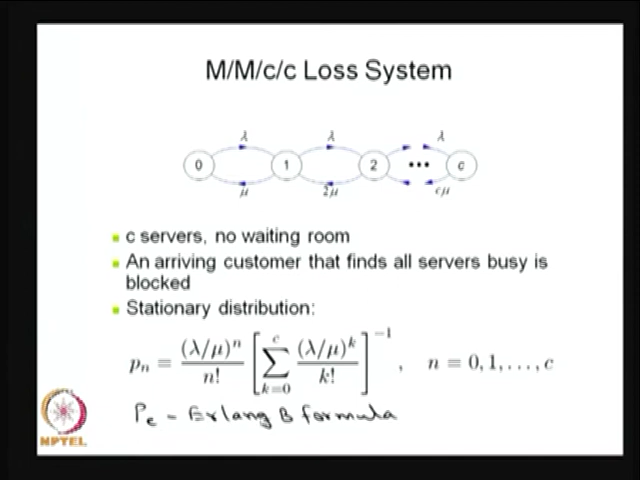 M/M/c/c Loss System
λ λ λ
0 1 2 ••• c
μ 2μ cμ
c servers, no waiting room
An arriving customer that finds all servers busy is
blocked
Stationary distribution:
p_n = (λ/μ)^n / n! [ ∑_{k=0}^{c} (λ/μ)^k / k! ]^{-1} , n = 0, 1, . . . , c
P_c = Erlang B formula
NPTEL